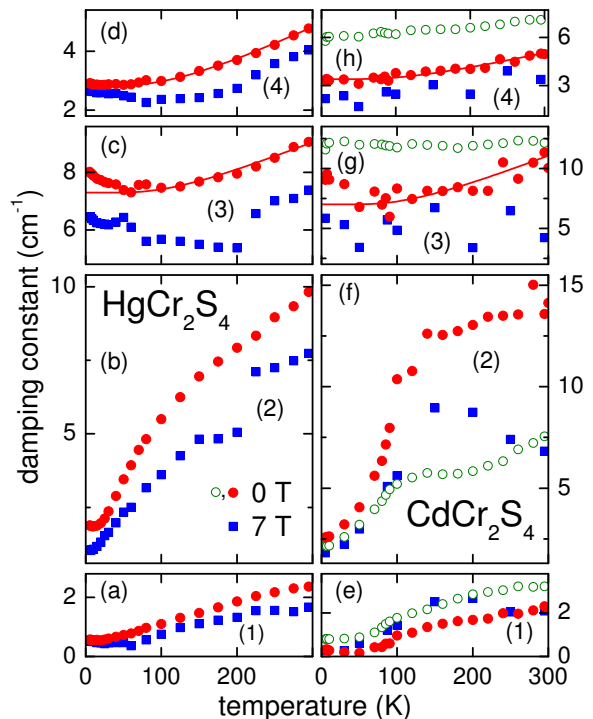 (d)
(4)
4
2
(h)
(4)
6
3
(c)
(3)
8
6
(g)
(3)
10
5
HgCr2S4
(b)
(2)
10
5
0 T
7 T
(f)
(2)
CdCr2S4
15
10
5
(a)
(1)
2
0
(e)
(1)
2
0
0 100 200
0 100 200 300
temperature (K)
temperature (K)
damping constant (cm-1)